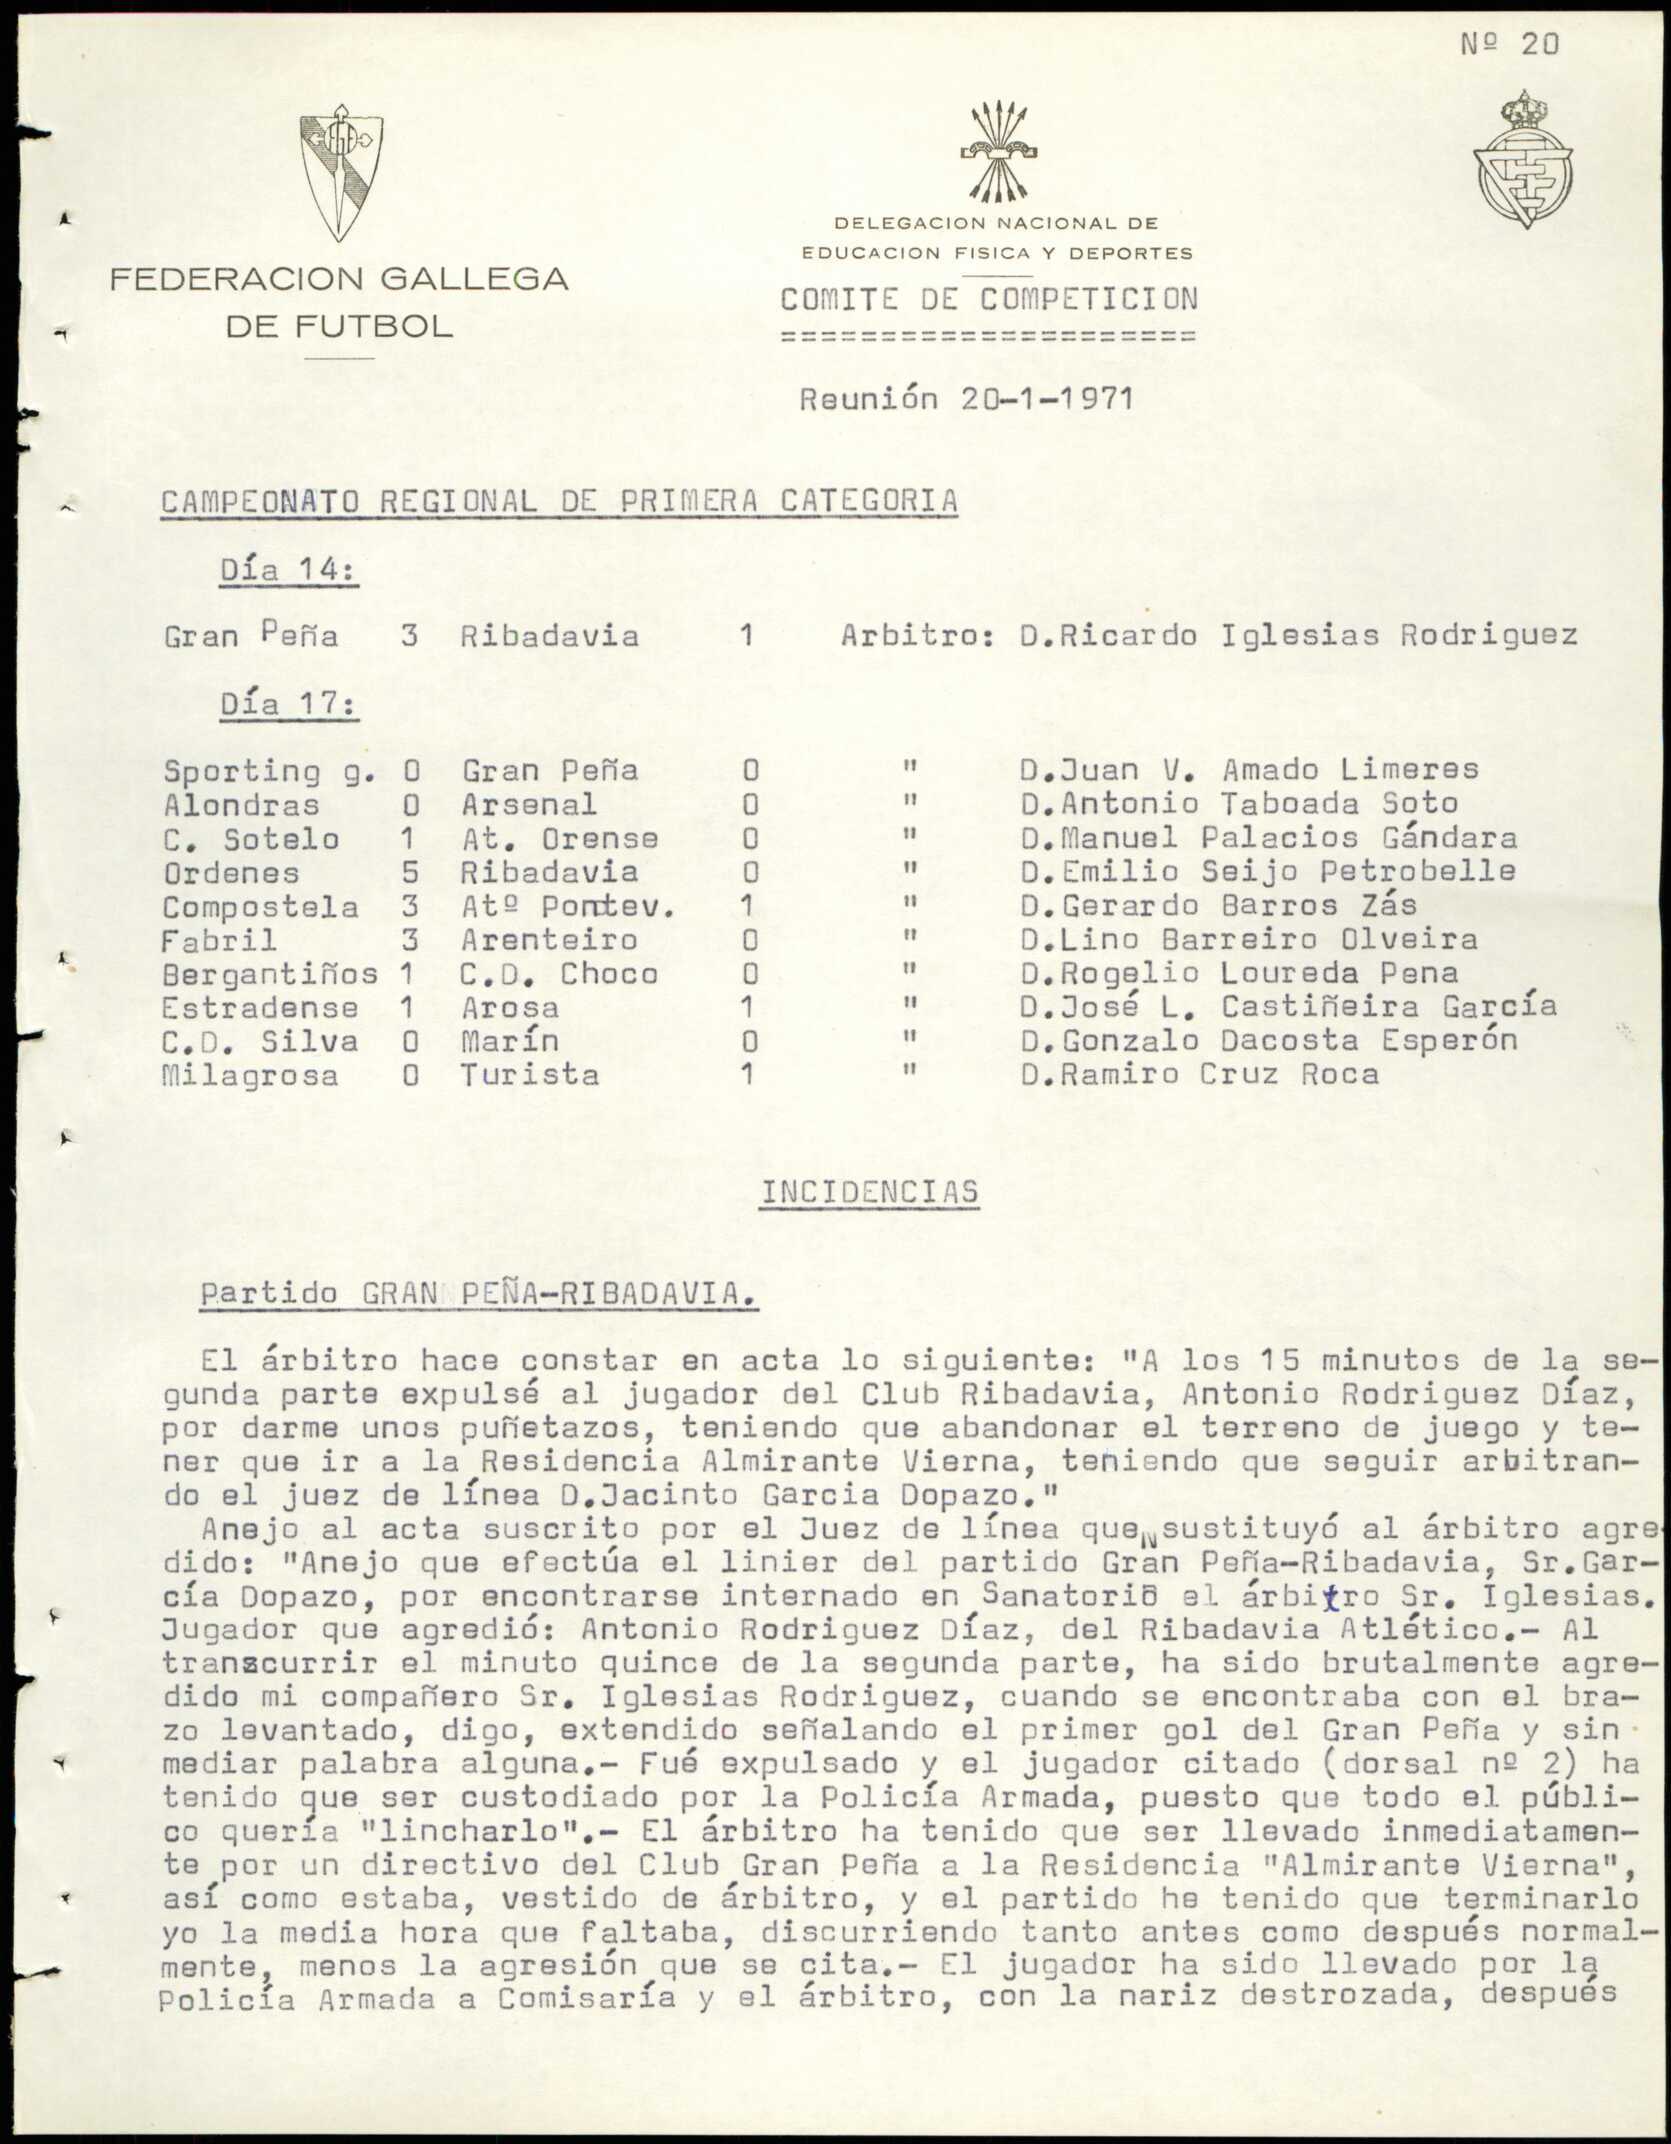 Nº 20
FEDERACION GALLEGA
DE FUTBOL
DELEGACION NACIONAL DE
EDUCACION FISICA Y DEPORTES
COMITE DE COMPETICION
=====================
Reunión 20-1-1971
CAMPEONATO REGIONAL DE PRIMERA CATEGORIA
Día 14:
Gran Peña 3 Ribadavia 1 Arbitro: D.Ricardo Iglesias Rodriguez
Día 17:
Sporting g. 0 Gran Peña 0 " D.Juan V. Amado Limeres
Alondras 0 Arsenal 0 " D.Antonio Taboada Soto
C. Sotelo 1 At. Orense 0 " D.Manuel Palacios Gándara
Ordenes 5 Ribadavia 0 " D.Emilio Seijo Petrobelle
Compostela 3 Atº Pontev. 1 " D.Gerardo Barros Zás
Fabril 3 Arenteiro 0 " D.Lino Barreiro Olveira
Bergantiños 1 C.D. Choco 0 " D.Rogelio Loureda Pena
Estradense 1 Arosa 1 " D.José L. Castiñeira García
C.D. Silva 0 Marín 0 " D.Gonzalo Dacosta Esperón
Milagrosa 0 Turista 1 " D.Ramiro Cruz Roca
INCIDENCIAS
Partido GRAN PEÑA-RIBADAVIA.
El árbitro hace constar en acta lo siguiente: "A los 15 minutos de la se-
gunda parte expulsé al jugador del Club Ribadavia, Antonio Rodriguez Díaz,
por darme unos puñetazos, teniendo que abandonar el terreno de juego y te-
ner que ir a la Residencia Almirante Vierna, teniendo que seguir arbitran-
do el juez de línea D.Jacinto Garcia Dopazo."
Anejo al acta suscrito por el Juez de línea que sustituyó al árbitro agre-
dido: "Anejo que efectúa el linier del partido Gran Peña-Ribadavia, Sr.Gar-
cía Dopazo, por encontrarse internado en Sanatorio el árbitro Sr. Iglesias.
Jugador que agredió: Antonio Rodriguez Díaz, del Ribadavia Atlético.- Al
transcurrir el minuto quince de la segunda parte, ha sido brutalmente agre-
dido mi compañero Sr. Iglesias Rodriguez, cuando se encontraba con el bra-
zo levantado, digo, extendido señalando el primer gol del Gran Peña y sin
mediar palabra alguna.- Fué expulsado y el jugador citado (dorsal nº 2) ha
tenido que ser custodiado por la Policía Armada, puesto que todo el públi-
co quería "lincharlo".- El árbitro ha tenido que ser llevado inmediatamen-
te por un directivo del Club Gran Peña a la Residencia "Almirante Vierna",
así como estaba, vestido de árbitro, y el partido he tenido que terminarlo
yo la media hora que faltaba, discurriendo tanto antes como después normal-
mente, menos la agresión que se cita.- El jugador ha sido llevado por la
Policía Armada a Comisaría y el árbitro, con la nariz destrozada, después